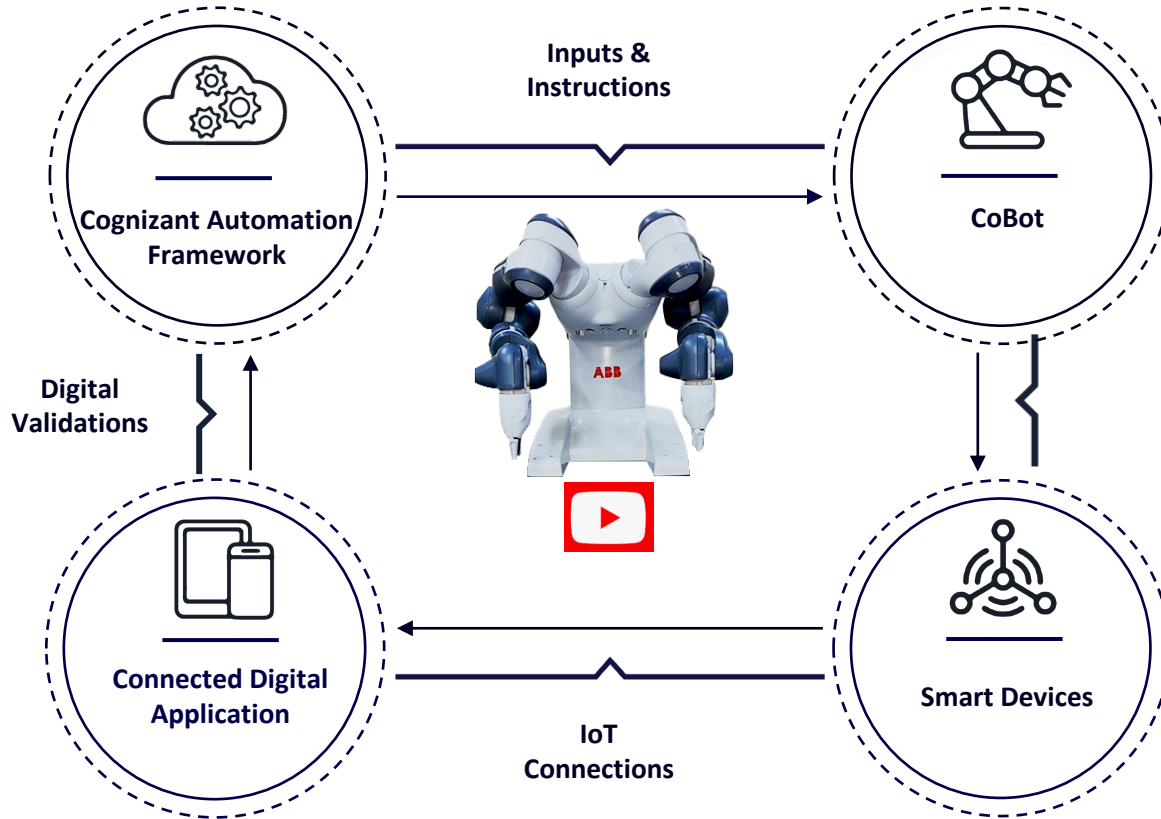 Inputs &
Instructions
Cognizant Automation
Framework
CoBot
ABB
Digital
Validations
Connected Digital
Application
Smart Devices
IoT
Connections